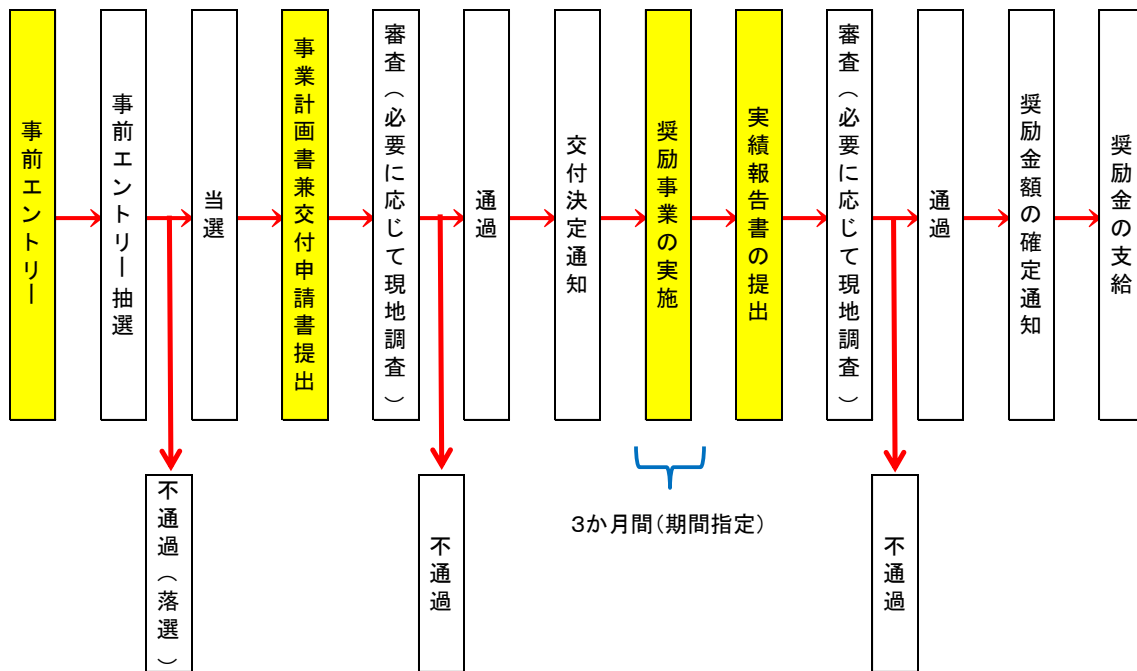 事前エントリー
事前エントリー抽選
当選
事業計画書兼交付申請書提出
審査（必要に応じて現地調査）
通過
交付決定通知
奨励事業の実施
実績報告書の提出
審査（必要に応じて現地調査）
通過
奨励金額の確定通知
奨励金の支給
不通過（落選）
不通過
3か月間（期間指定）
不通過